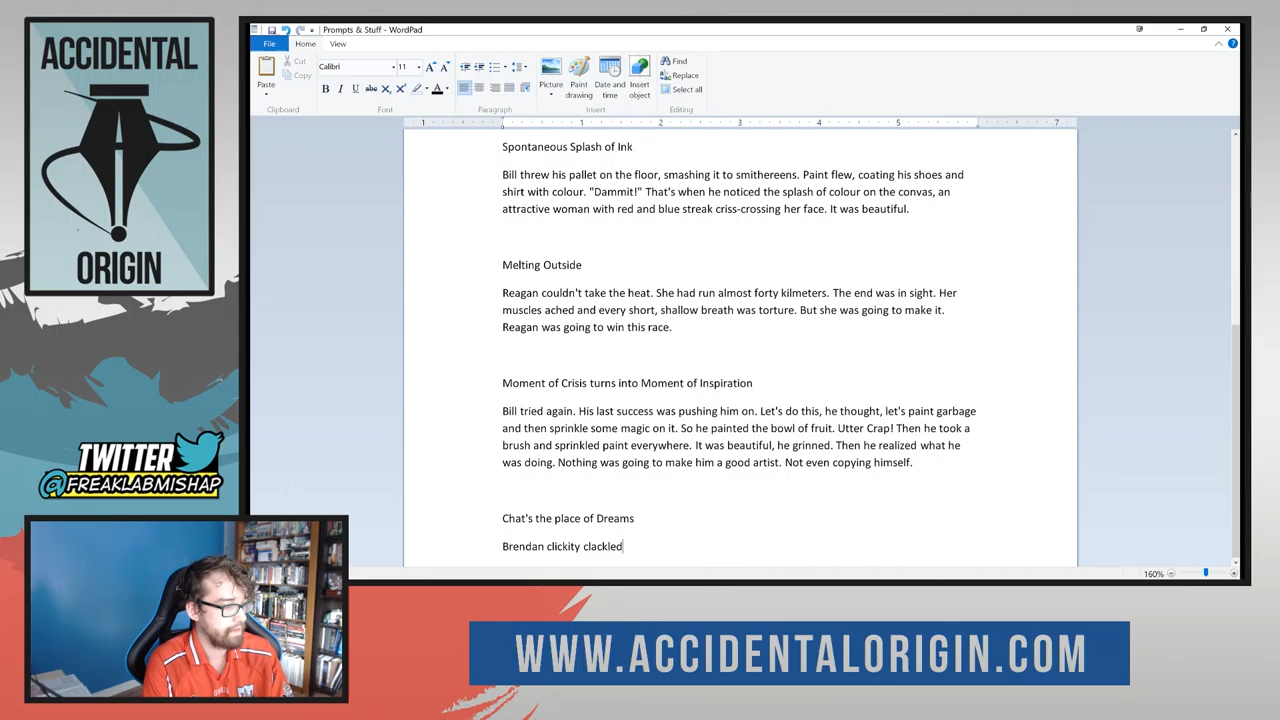 ACCIDENTAL
ORIGIN
TWITTER
@FREAKLABMISHAP
Prompts & Stuff - WordPad
File
Home
View
Paste
Cut
Copy
Clipboard
Calibri
11
Font
Paragraph
Picture
Paint
drawing
Date and
time
Insert
object
Insert
Find
Replace
Select all
Editing
1 1 2 3 4 5 7
Spontaneous Splash of Ink
Bill threw his pallet on the floor, smashing it to smithereens. Paint flew, coating his shoes and
shirt with colour. "Dammit!" That's when he noticed the splash of colour on the convas, an
attractive woman with red and blue streak criss-crossing her face. It was beautiful.
Melting Outside
Reagan couldn't take the heat. She had run almost forty kilmeters. The end was in sight. Her
muscles ached and every short, shallow breath was torture. But she was going to make it.
Reagan was going to win this race.
Moment of Crisis turns into Moment of Inspiration
Bill tried again. His last success was pushing him on. Let's do this, he thought, let's paint garbage
and then sprinkle some magic on it. So he painted the bowl of fruit. Utter Crap! Then he took a
brush and sprinkled paint everywhere. It was beautiful, he grinned. Then he realized what he
was doing. Nothing was going to make him a good artist. Not even copying himself.
Chat's the place of Dreams
Brendan clickity clackled
160%
WWW.ACCIDENTALORIGIN.COM